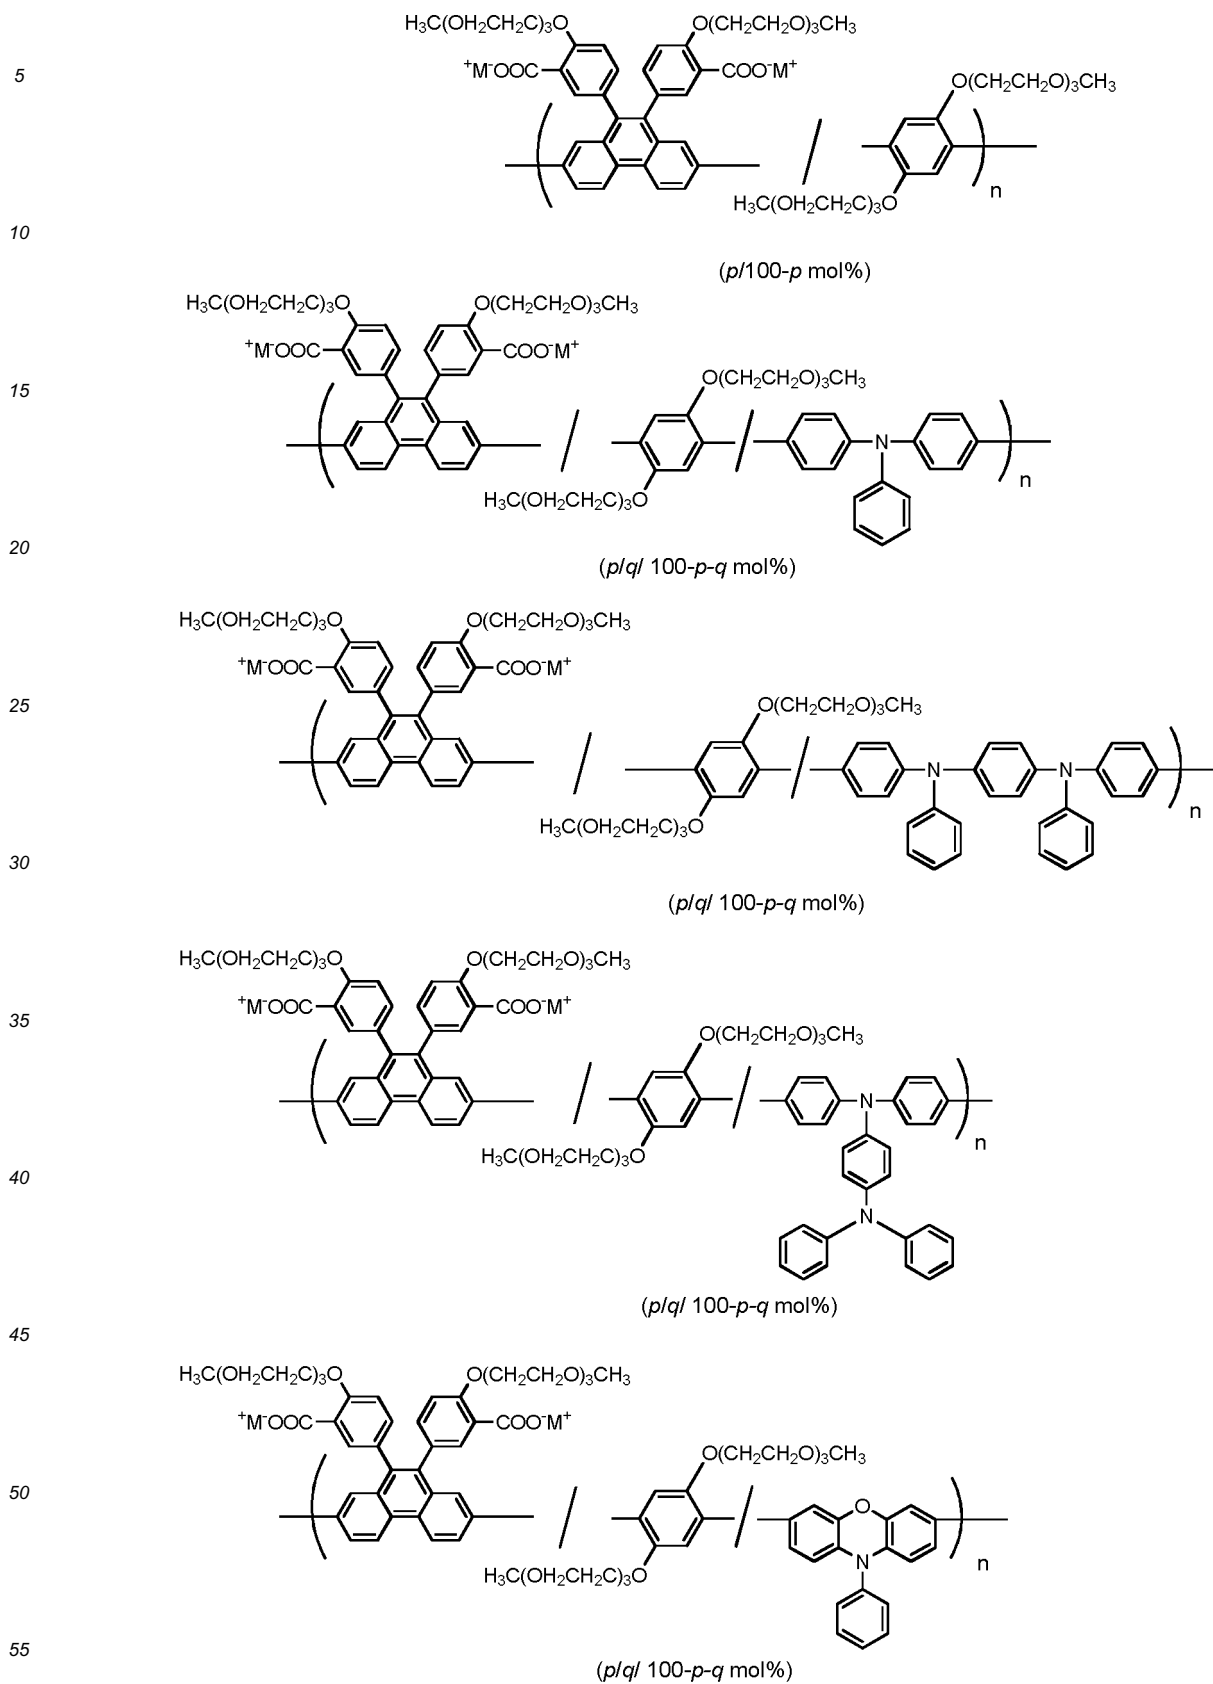 H₃C(OH₂CH₂C)₃O O(CH₂CH₂O)₃CH₃
5 ⁺M⁻OOC COO⁻M⁺ O(CH₂CH₂O)₃CH₃
H₃C(OH₂CH₂C)₃O n
10
(p/100-p mol%)
H₃C(OH₂CH₂C)₃O O(CH₂CH₂O)₃CH₃
⁺M⁻OOC COO⁻M⁺
15 O(CH₂CH₂O)₃CH₃
N
H₃C(OH₂CH₂C)₃O n
20
(p/q/ 100-p-q mol%)
H₃C(OH₂CH₂C)₃O O(CH₂CH₂O)₃CH₃
⁺M⁻OOC COO⁻M⁺
25 O(CH₂CH₂O)₃CH₃
N N
H₃C(OH₂CH₂C)₃O n
30
(p/q/ 100-p-q mol%)
H₃C(OH₂CH₂C)₃O O(CH₂CH₂O)₃CH₃
35 ⁺M⁻OOC COO⁻M⁺
O(CH₂CH₂O)₃CH₃
N
H₃C(OH₂CH₂C)₃O n
40
N
(p/q/ 100-p-q mol%)
45
H₃C(OH₂CH₂C)₃O O(CH₂CH₂O)₃CH₃
⁺M⁻OOC COO⁻M⁺
O(CH₂CH₂O)₃CH₃
50 O
N n
H₃C(OH₂CH₂C)₃O
55
(p/q/ 100-p-q mol%)